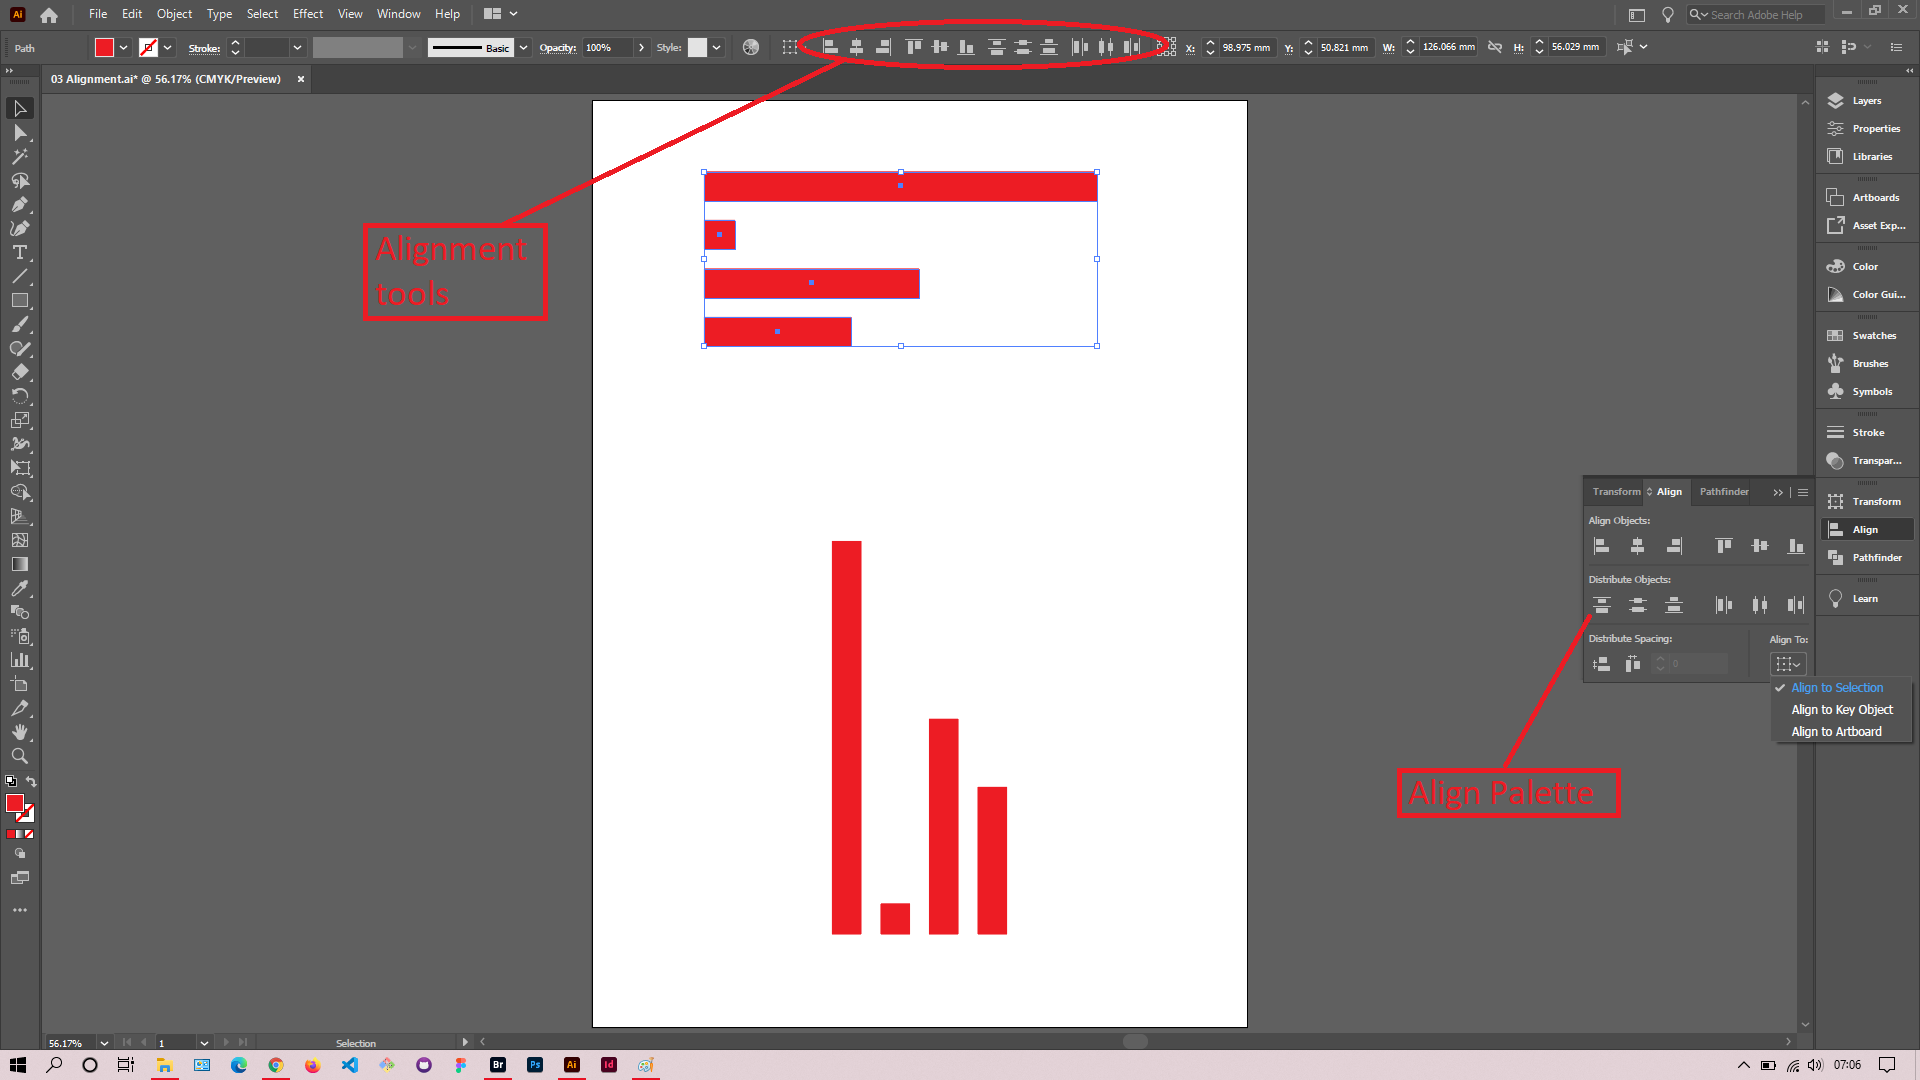 Ai File Edit Object Type Select Effect View Window Help Search Adobe Help
Path Stroke: Basic Opacity: 100% Style: X: 98.975 mm Y: 50.821 mm W: 126.066 mm H: 56.029 mm
03 Alignment.ai* @ 56.17% (CMYK/Preview)
Layers
Properties
Libraries
Artboards
Asset Exp...
Color
Color Gui...
Swatches
Brushes
Symbols
Stroke
Transpar...
Transform
Align
Pathfinder
Learn
Alignment
tools
Transform Align Pathfinder
Align Objects:
Distribute Objects:
Distribute Spacing: Align To:
0
Align to Selection
Align to Key Object
Align to Artboard
Align Palette
56.17% 1 Selection
Br Ps Ai Id 07:06